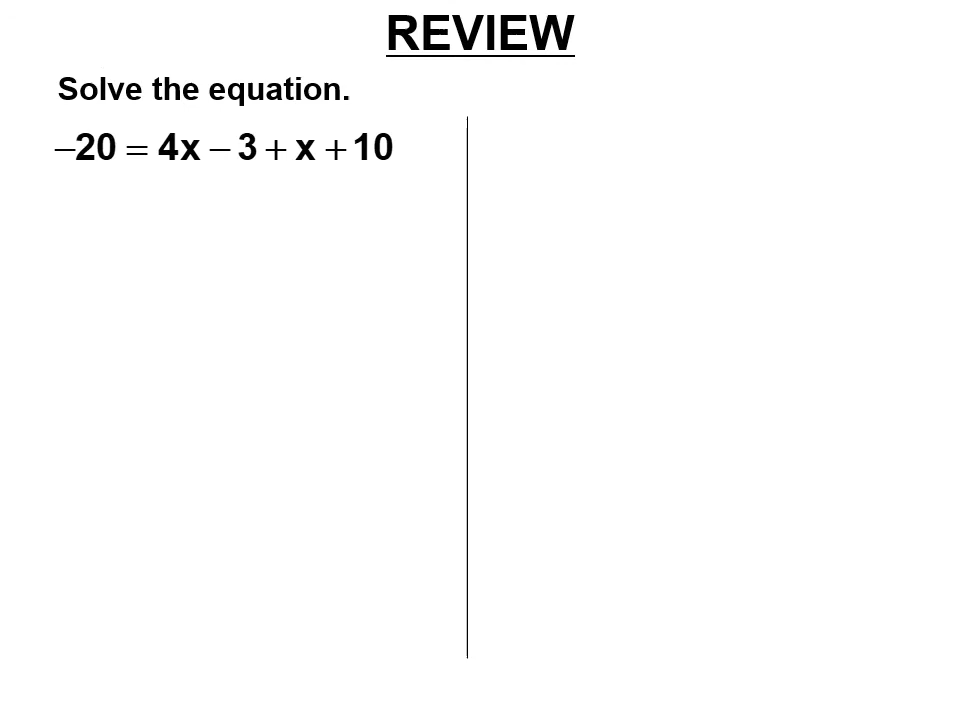 REVIEW
Solve the equation.
–20 = 4x – 3 + x + 10